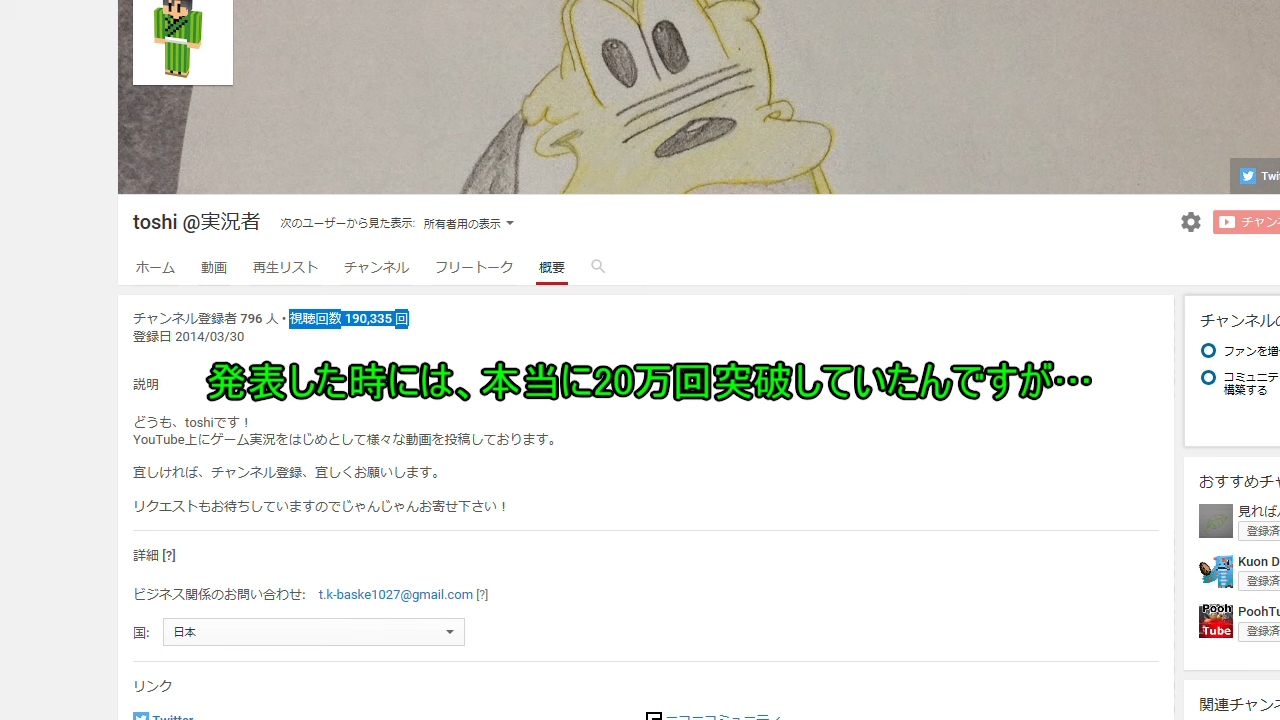 Twi
toshi @実況者
次のユーザーから見た表示: 所有者用の表示
チャン
ホーム 動画 再生リスト チャンネル フリートーク 概要
チャンネル登録者 796 人 • 視聴回数 190,335 回
登録日 2014/03/30
発表した時には、本当に20万回突破していたんですが…
説明
どうも、toshiです！
YouTube上にゲーム実況をはじめとして様々な動画を投稿しております。
宜しければ、チャンネル登録、宜しくお願いします。
リクエストもお待ちしていますのでじゃんじゃんお寄せ下さい！
詳細 [?]
ビジネス関係のお問い合わせ: t.k-baske1027@gmail.com [?]
国: 日本
リンク
Twitter
ニコニコミュニティ
チャンネルの
ファンを増
コミュニテ
構築する
おすすめチャ
見れば
登録済
Kuon D
登録済
Pooh
Tube
PoohTu
登録済
関連チャン